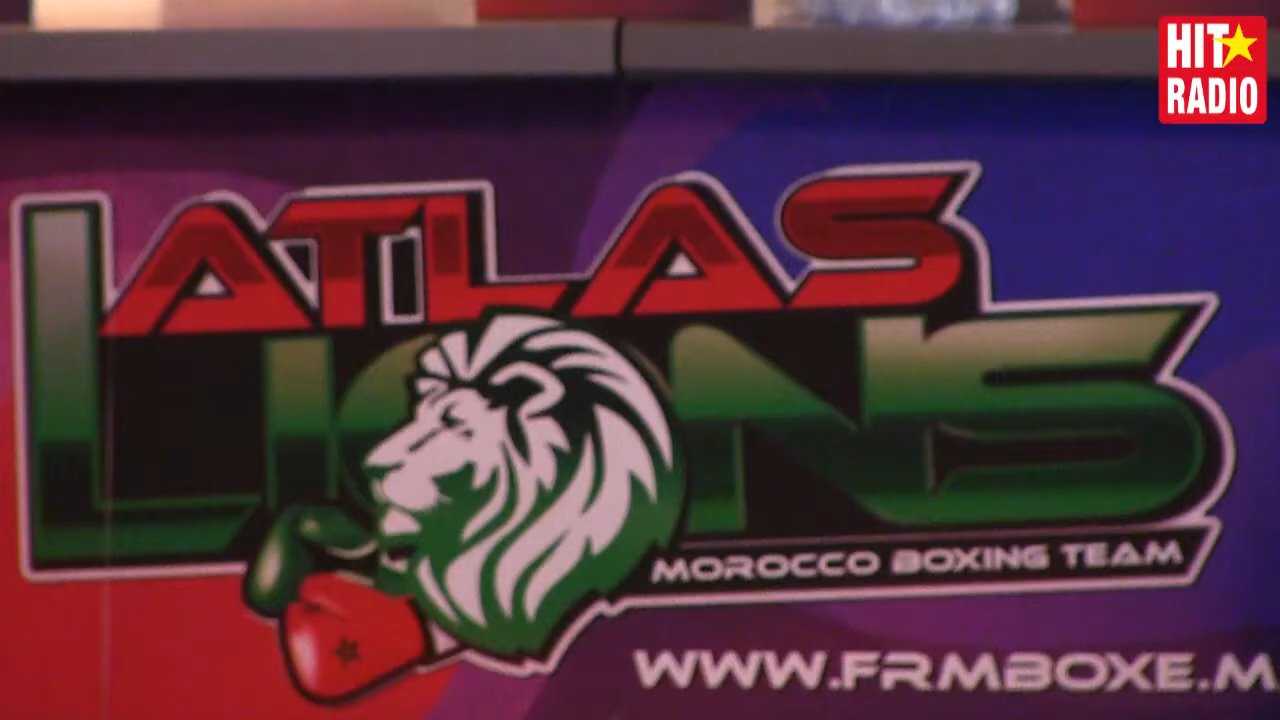 HIT
RADIO
ATLAS
LIONS
MOROCCO BOXING TEAM
WWW.FRMBOXE.M